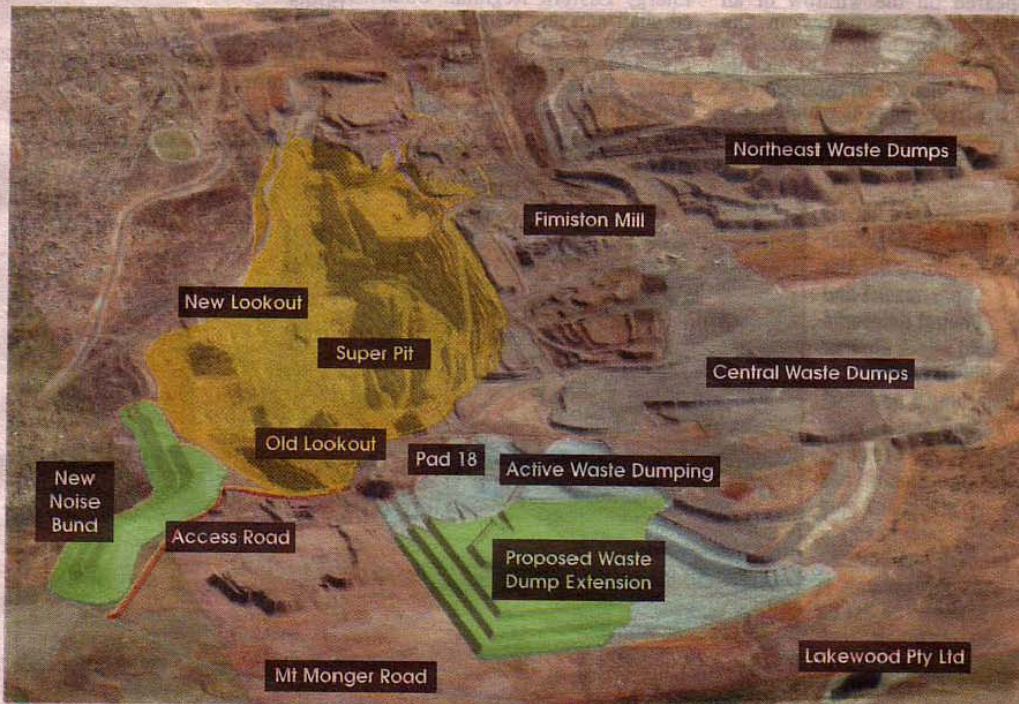 Northeast Waste Dumps
Fimiston Mill
New Lookout
Super Pit
Central Waste Dumps
Old Lookout
Pad 18
Active Waste Dumping
New
Noise
Bund
Access Road
Proposed Waste
Dump Extension
Mt Monger Road
Lakewood Pty Ltd